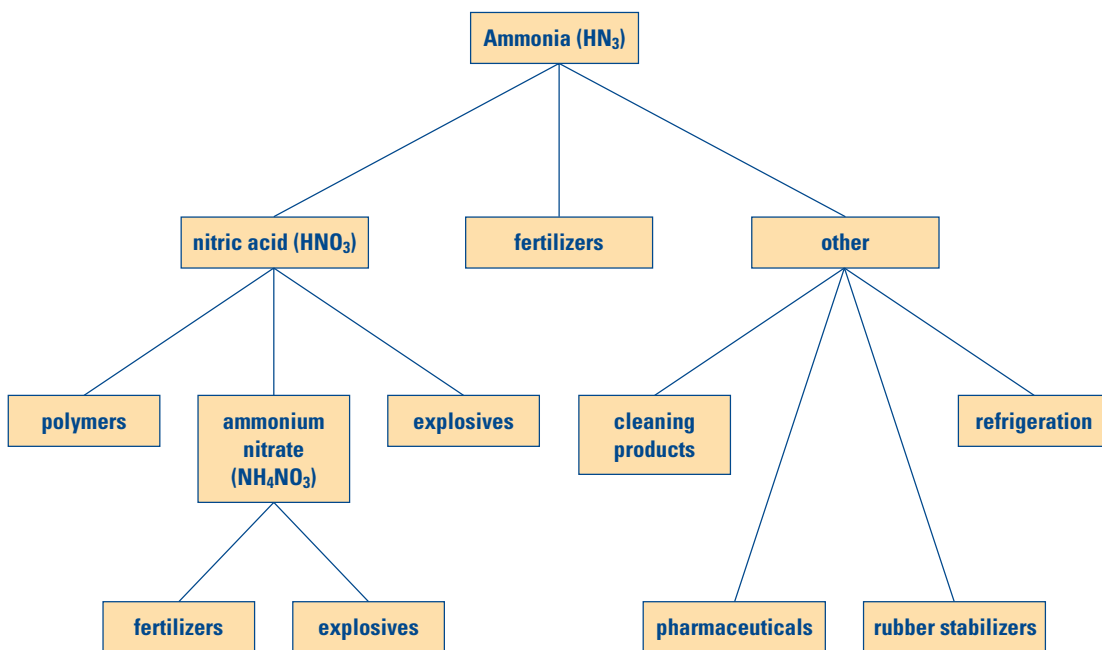 Ammonia (HN₃)
nitric acid (HNO₃)
fertilizers
other
polymers
ammonium
nitrate
(NH₄NO₃)
explosives
cleaning
products
refrigeration
fertilizers
explosives
pharmaceuticals
rubber stabilizers